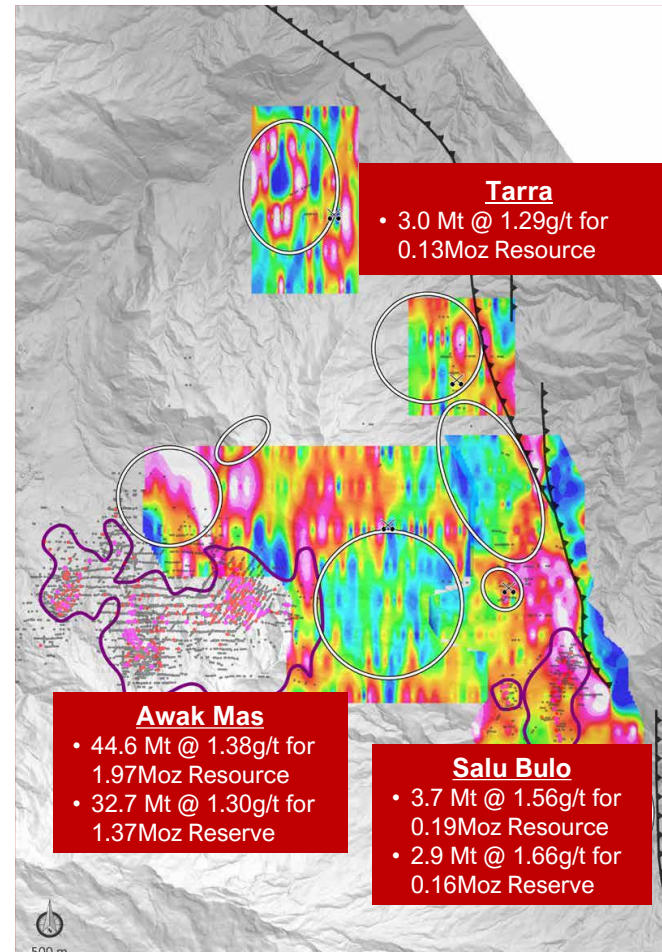 Tarra
• 3.0 Mt @ 1.29g/t for
0.13Moz Resource
Awak Mas
• 44.6 Mt @ 1.38g/t for
1.97Moz Resource
• 32.7 Mt @ 1.30g/t for
1.37Moz Reserve
Salu Bulo
• 3.7 Mt @ 1.56g/t for
0.19Moz Resource
• 2.9 Mt @ 1.66g/t for
0.16Moz Reserve
500 m